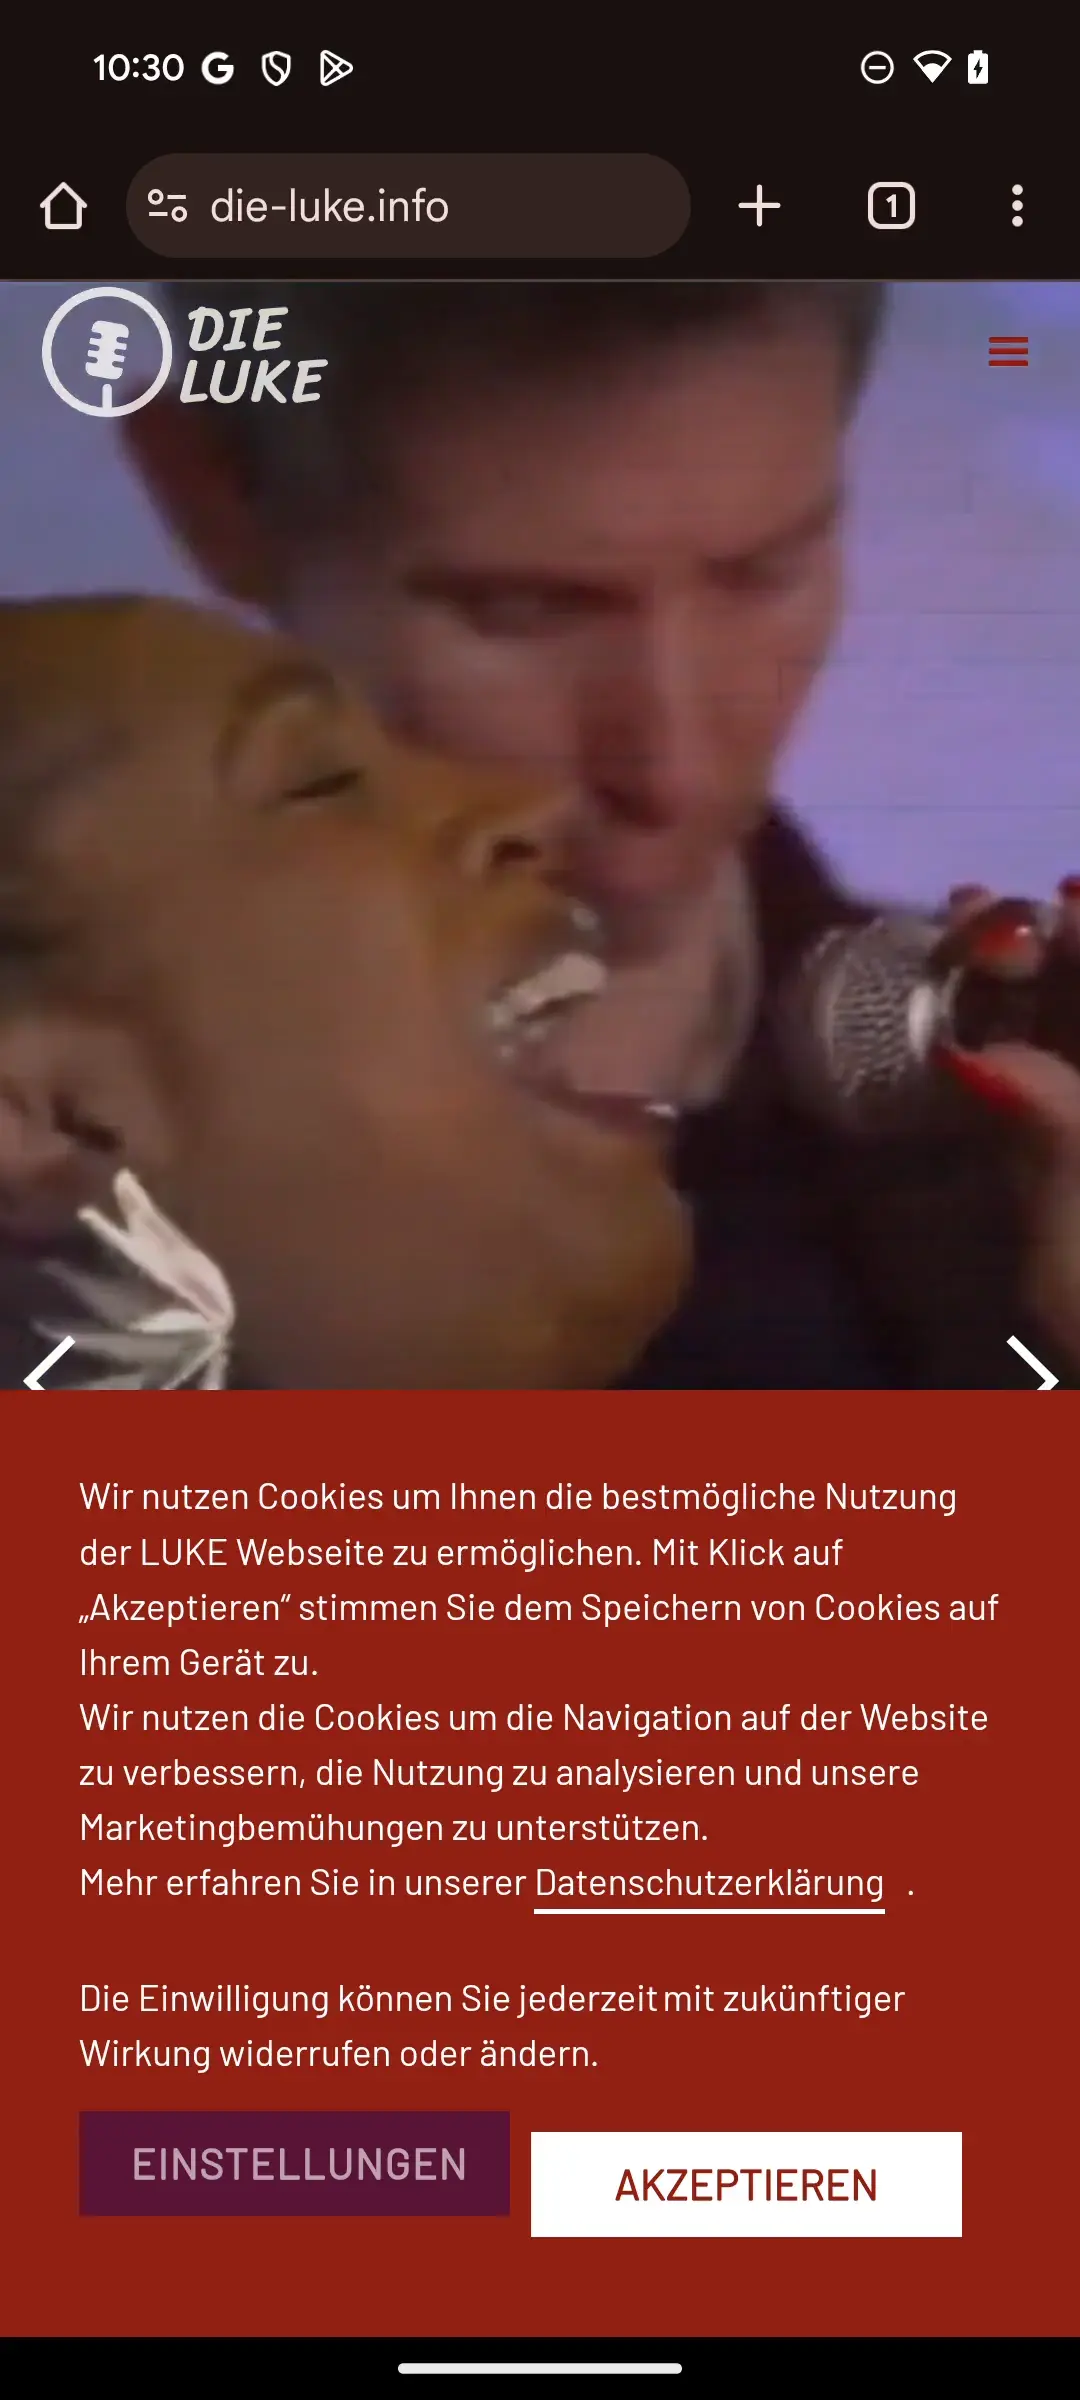 10:30
die-luke.info
1
DIE
LUKE
Wir nutzen Cookies um Ihnen die bestmögliche Nutzung
der LUKE Webseite zu ermöglichen. Mit Klick auf
„Akzeptieren“ stimmen Sie dem Speichern von Cookies auf
Ihrem Gerät zu.
Wir nutzen die Cookies um die Navigation auf der Website
zu verbessern, die Nutzung zu analysieren und unsere
Marketingbemühungen zu unterstützen.
Mehr erfahren Sie in unserer Datenschutzerklärung .
Die Einwilligung können Sie jederzeit mit zukünftiger
Wirkung widerrufen oder ändern.
EINSTELLUNGEN
AKZEPTIEREN